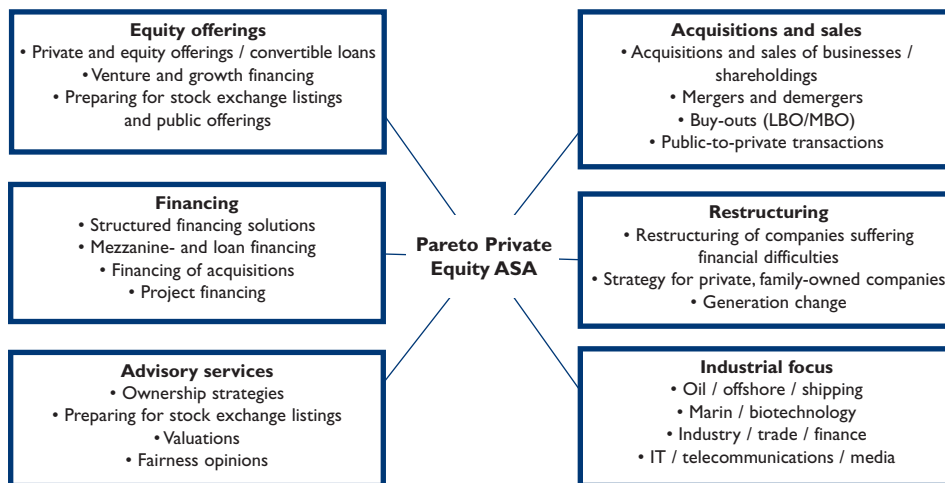 Equity offerings
• Private and equity offerings / convertible loans
• Venture and growth financing
• Preparing for stock exchange listings
and public offerings
Acquisitions and sales
• Acquisitions and sales of businesses /
shareholdings
• Mergers and demergers
• Buy-outs (LBO/MBO)
• Public-to-private transactions
Financing
• Structured financing solutions
• Mezzanine- and loan financing
• Financing of acquisitions
• Project financing
Pareto Private
Equity ASA
Restructuring
• Restructuring of companies suffering
financial difficulties
• Strategy for private, family-owned companies
• Generation change
Advisory services
• Ownership strategies
• Preparing for stock exchange listings
• Valuations
• Fairness opinions
Industrial focus
• Oil / offshore / shipping
• Marin / biotechnology
• Industry / trade / finance
• IT / telecommunications / media